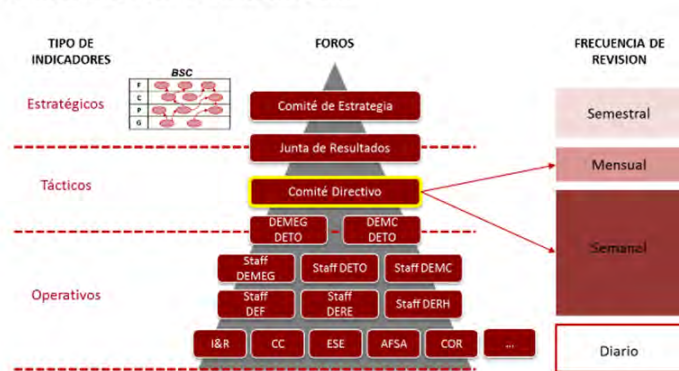 TIPO DE
INDICADORES
FOROS
FRECUENCIA DE
REVISION
BSC
F
C
P
G
Estratégicos
Comité de Estrategia
Semestral
Junta de Resultados
Mensual
Tácticos
Comité Directivo
DEMEG
DETO
DEMC
DETO
Semanal
Staff
DEMEG
Staff DETO
Staff DEMC
Operativos
Staff
DEF
Staff
DERE
Staff DERH
I&R
CC
ESE
AFSA
COR
...
Diario